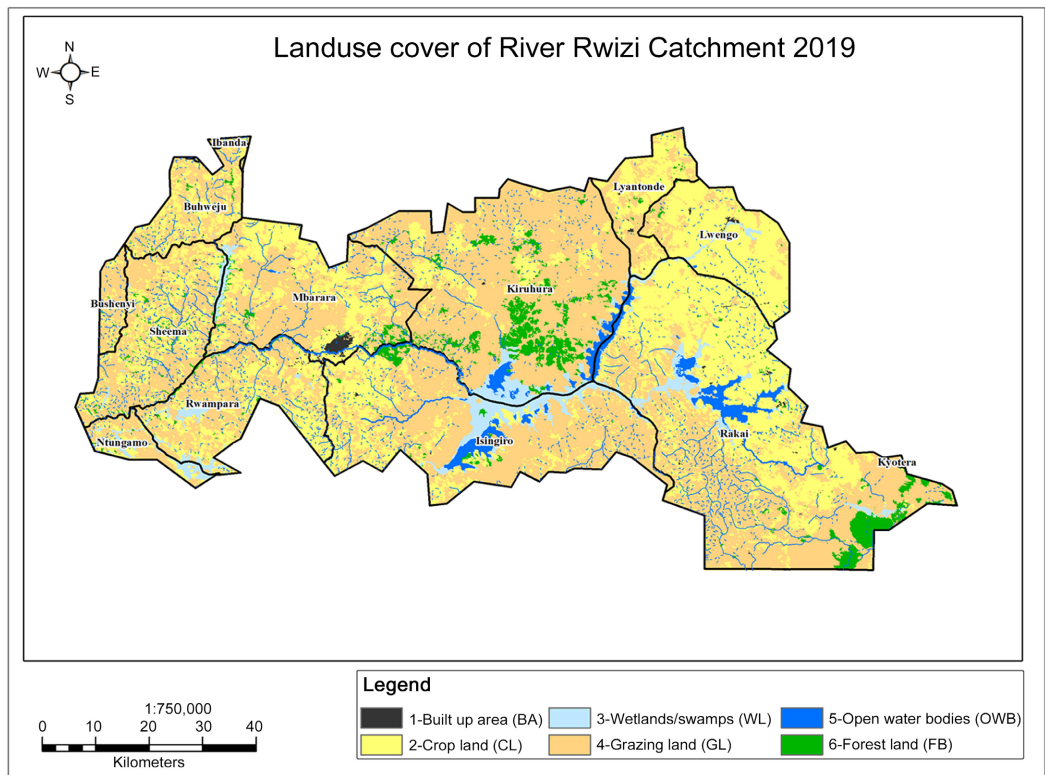 Landuse cover of River Rwizi Catchment 2019
N
W E
S
Ibanda
Buhweju
Lyantonde
Lwengo
Bushenyi
Mbarara
Kiruhura
Sheema
Rwampara
Ntungamo
Isingiro
Rakai
Kyotera
Legend
1-Built up area (BA)
3-Wetlands/swamps (WL)
5-Open water bodies (OWB)
2-Crop land (CL)
4-Grazing land (GL)
6-Forest land (FB)
1:750,000
0 10 20 30 40
Kilometers